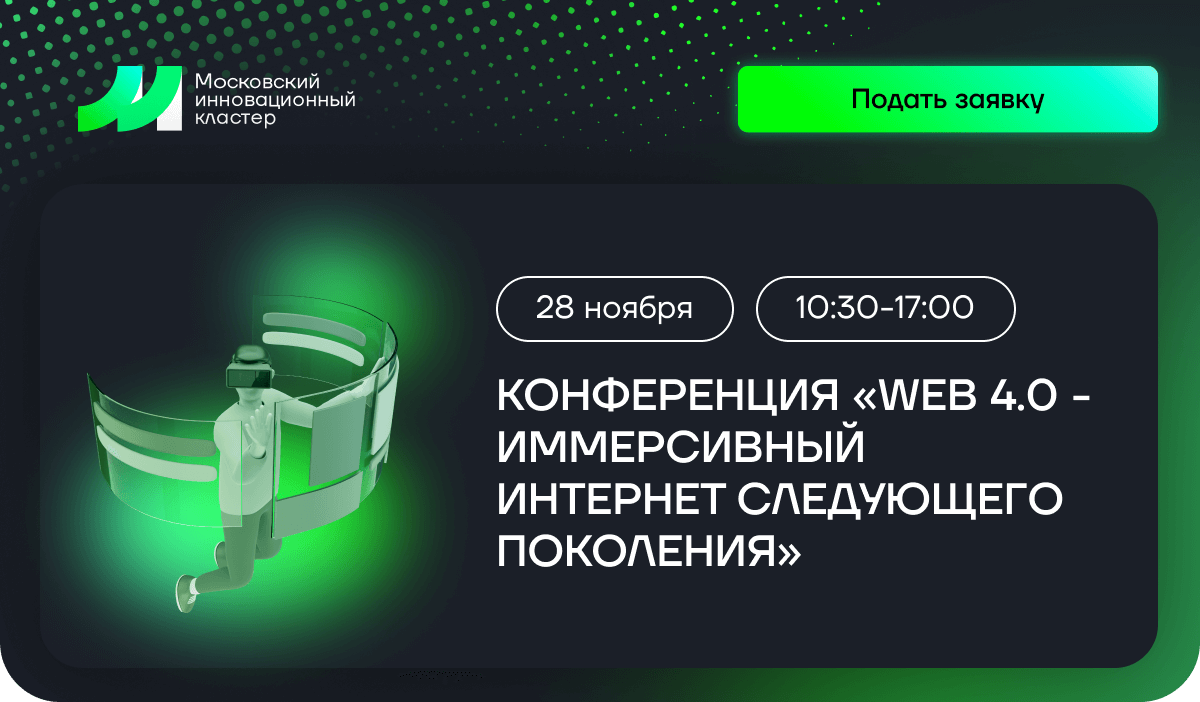 Московский
инновационный
кластер
Подать заявку
28 ноября
10:30-17:00
КОНФЕРЕНЦИЯ «WEB 4.0 -
ИММЕРСИВНЫЙ
ИНТЕРНЕТ СЛЕДУЮЩЕГО
ПОКОЛЕНИЯ»